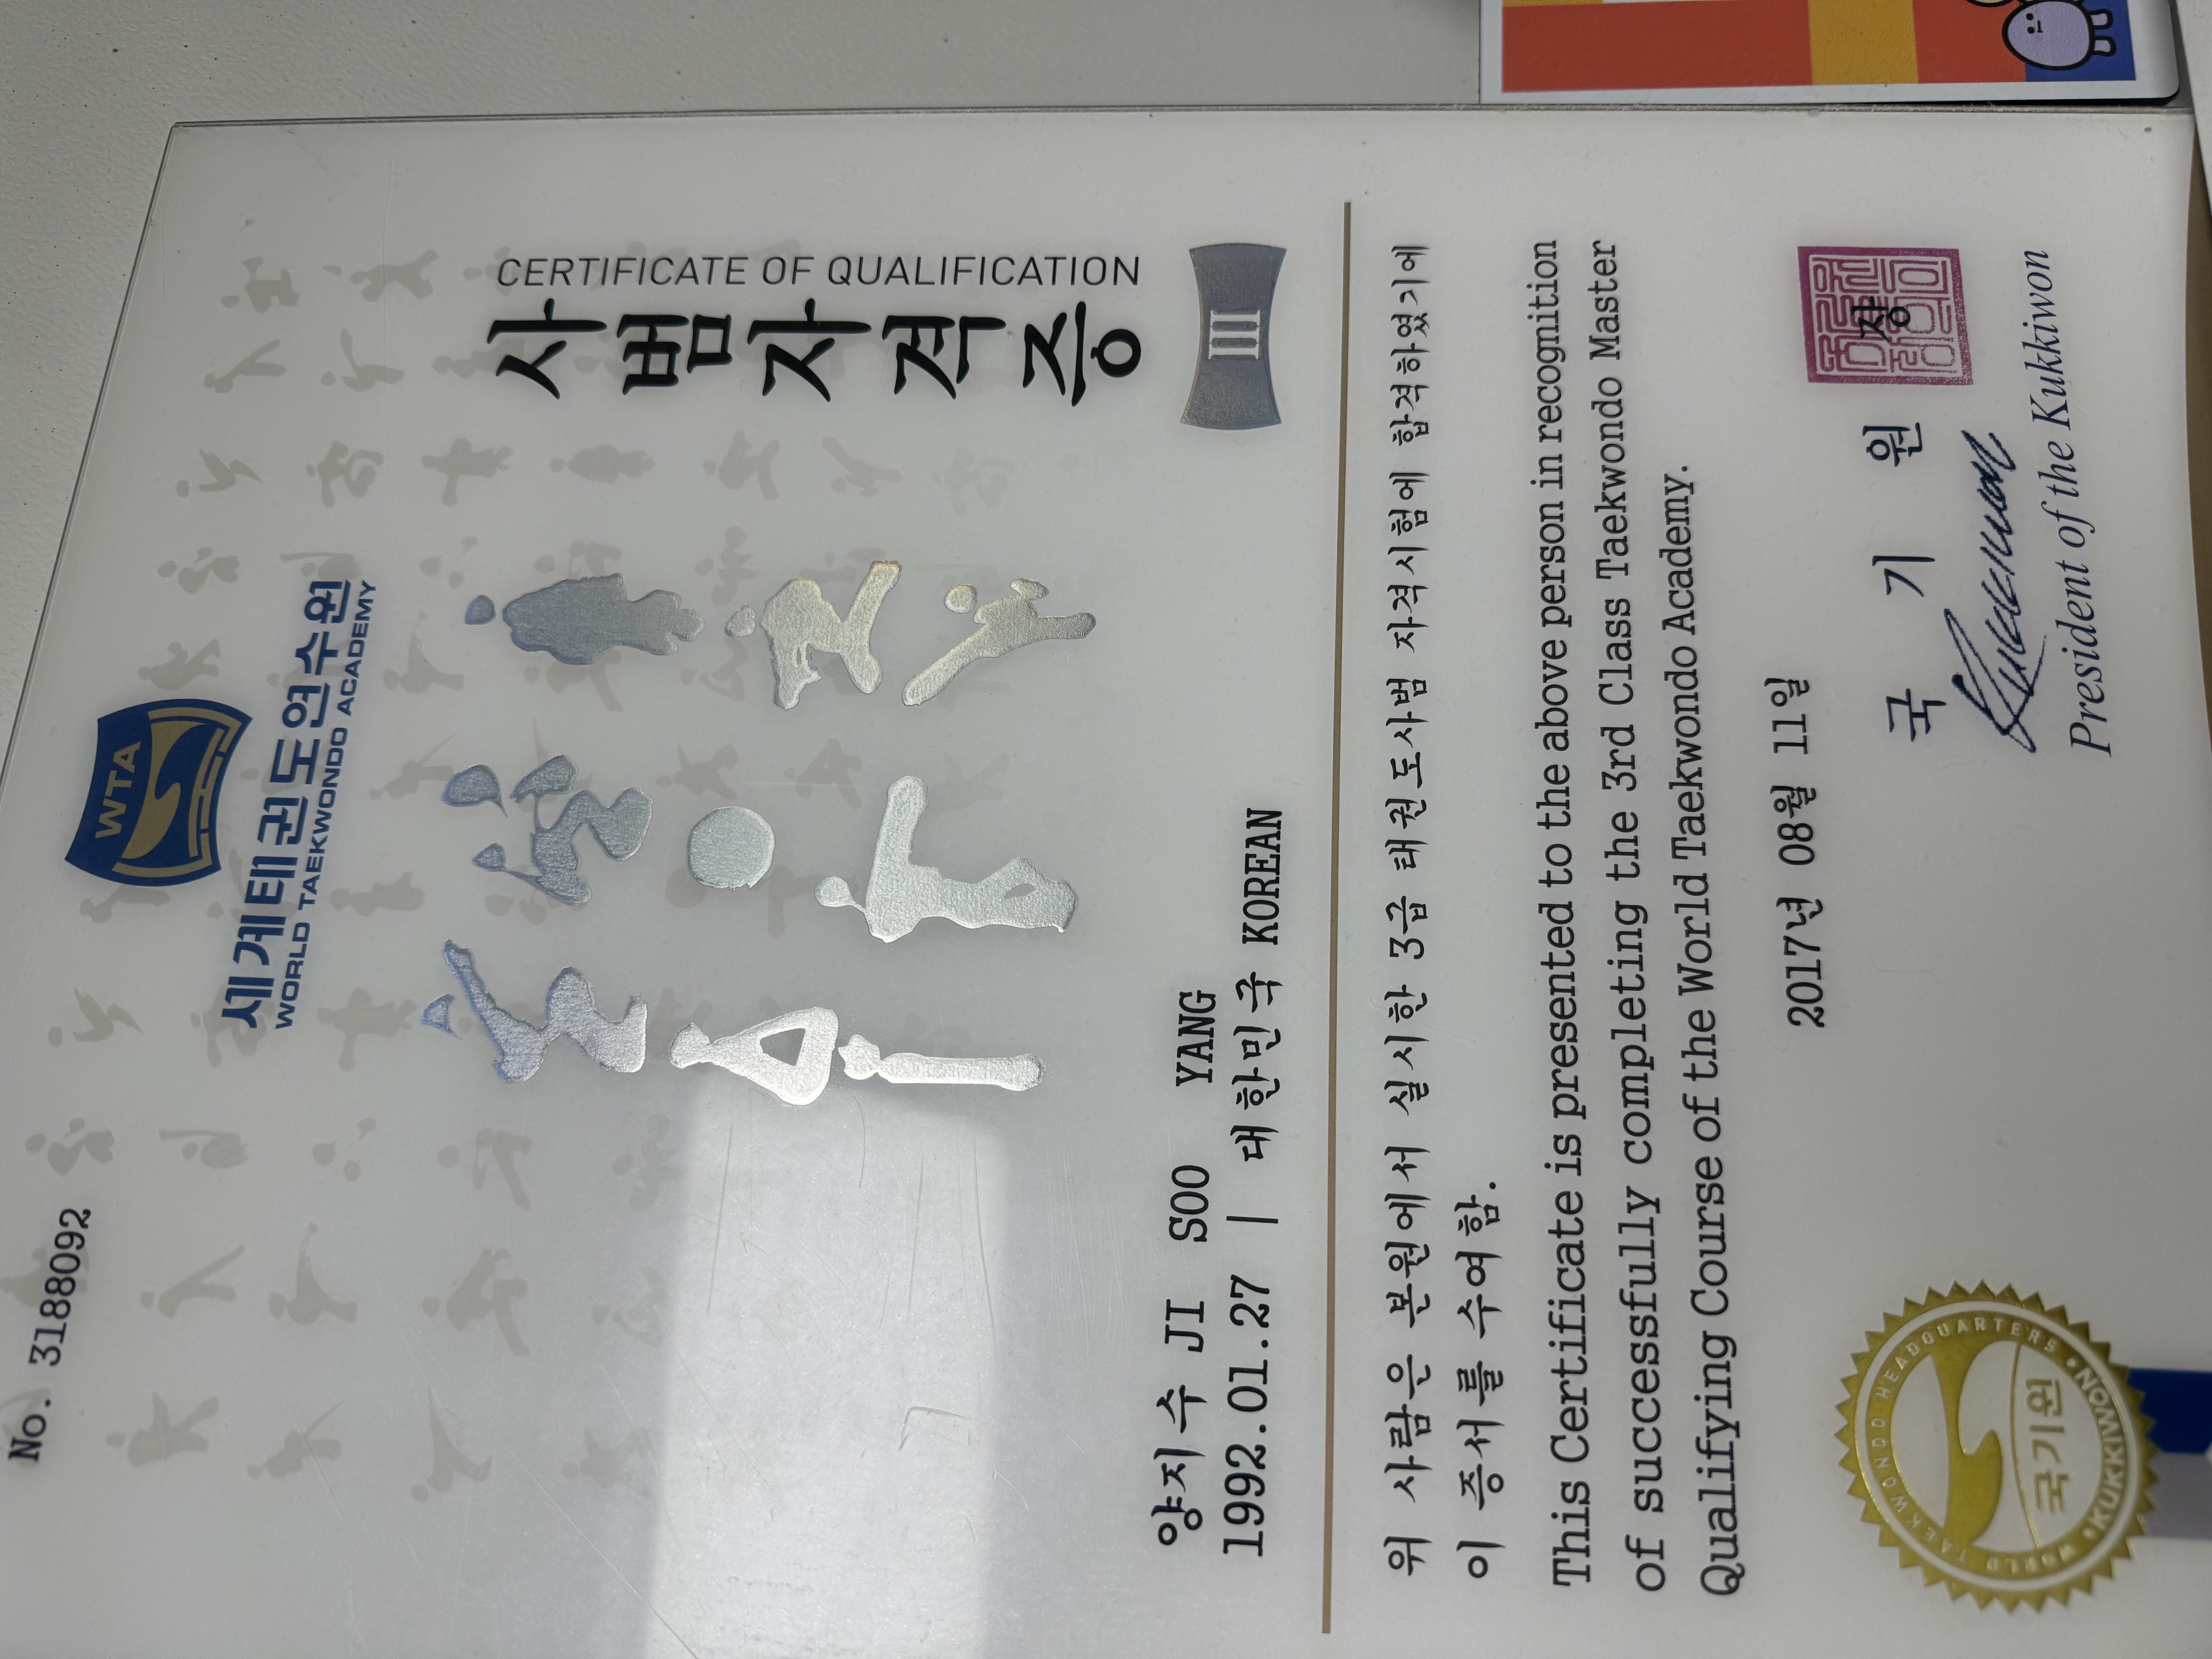 No. 3188092
WTA
세계태권도연수원
WORLD TAEKWONDO ACADEMY
CERTIFICATE OF QUALIFICATION
사범자격증
III
양지수 JI SOO YANG
1992.01.27 | 대한민국 KOREAN
위 사람은 본원에서 실시한 3급 태권도사범 자격시험에 합격하였기에
이 증서를 수여함.
This Certificate is presented to the above person in recognition
of successfully completing the 3rd Class Taekwondo Master
Qualifying Course of the World Taekwondo Academy.
2017년 08월 11일
국 기 원 장
President of the Kukkiwon
WORLD TAEKWONDO HEADQUARTERS
국기원
•KUKKIWON•